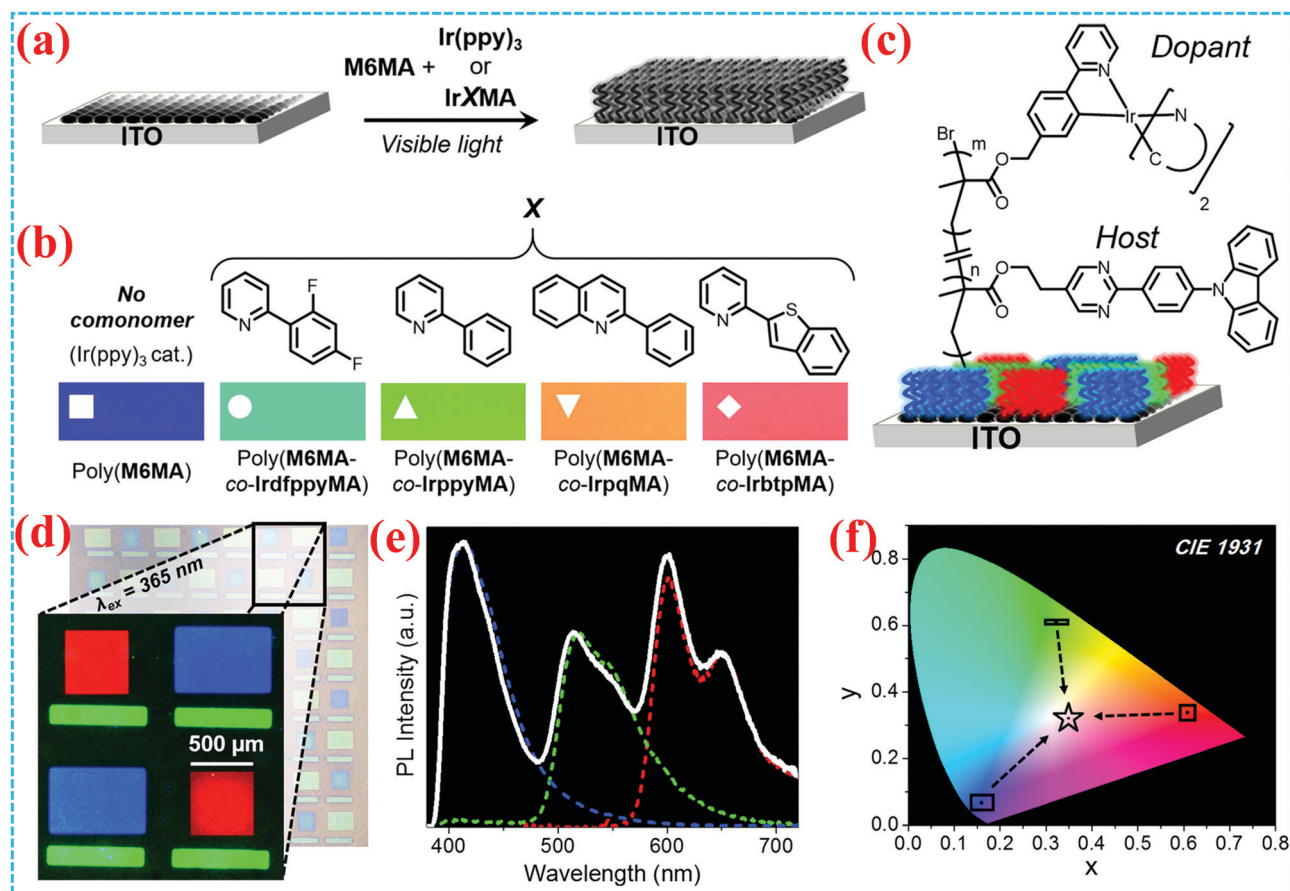 (a)
M6MA +
Ir(ppy)3
or
IrXMA
Visible light
ITO
ITO
(b)
X
No
comonomer
(Ir(ppy)3 cat.)
N
F
F
N
N
N
S
Poly(M6MA)
Poly(M6MA-
co-IrdfppyMA)
Poly(M6MA-
co-IrppyMA)
Poly(M6MA-
co-IrpqMA)
Poly(M6MA-
co-IrbtpMA)
(c)
Dopant
N
Ir
N
C
2
Br
m
O
O
Host
n
O
O
N
N
N
ITO
(d)
λex = 365 nm
500 μm
(e)
PL Intensity (a.u.)
400
500
600
700
Wavelength (nm)
(f)
CIE 1931
y
0.8
0.6
0.4
0.2
0.0
0.0
0.1
0.2
0.3
0.4
0.5
0.6
0.7
0.8
x